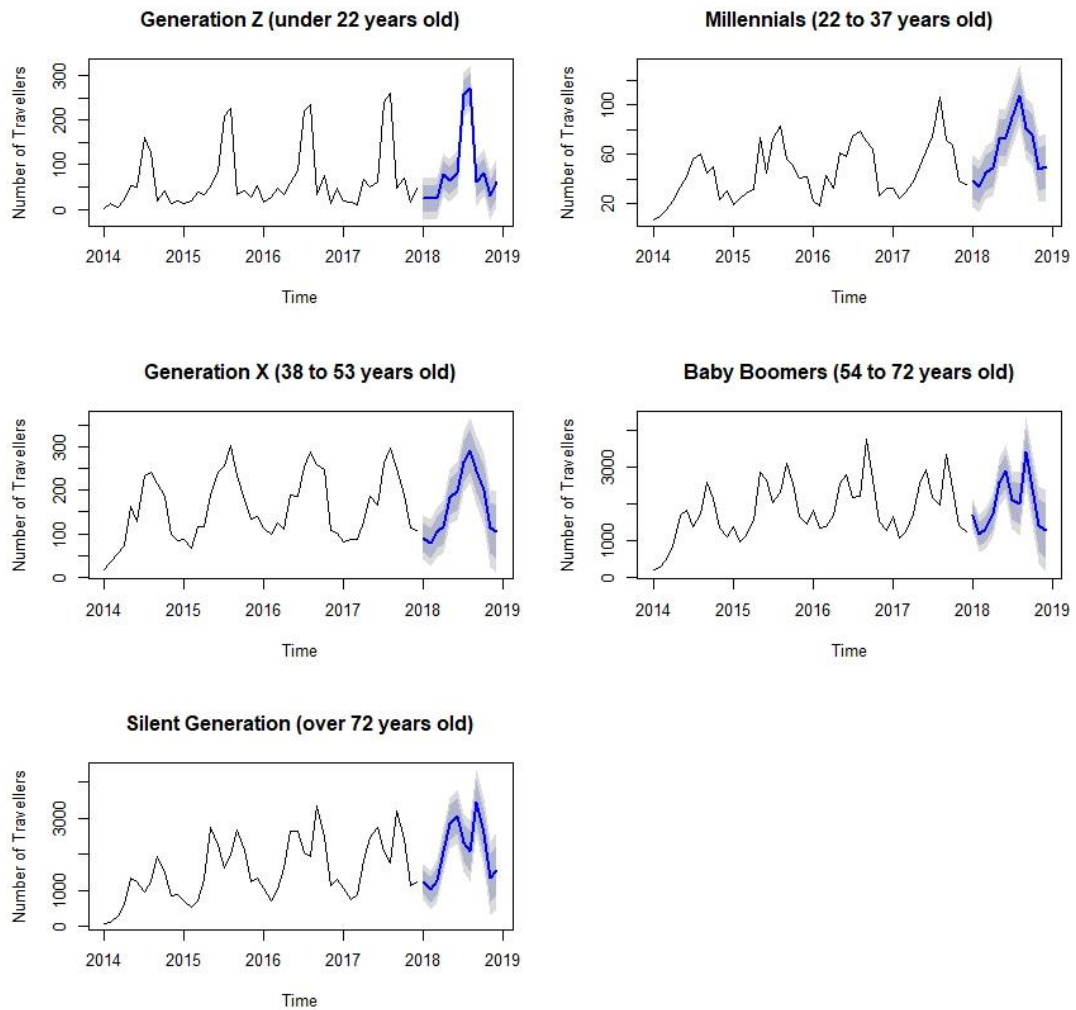 Generation Z (under 22 years old)
Number of Travellers
300
200
100
0
2014 2015 2016 2017 2018 2019
Time
Millennials (22 to 37 years old)
Number of Travellers
100
60
20
2014 2015 2016 2017 2018 2019
Time
Generation X (38 to 53 years old)
Number of Travellers
300
200
100
0
2014 2015 2016 2017 2018 2019
Time
Baby Boomers (54 to 72 years old)
Number of Travellers
3000
1000
0
2014 2015 2016 2017 2018 2019
Time
Silent Generation (over 72 years old)
Number of Travellers
3000
1000
0
2014 2015 2016 2017 2018 2019
Time